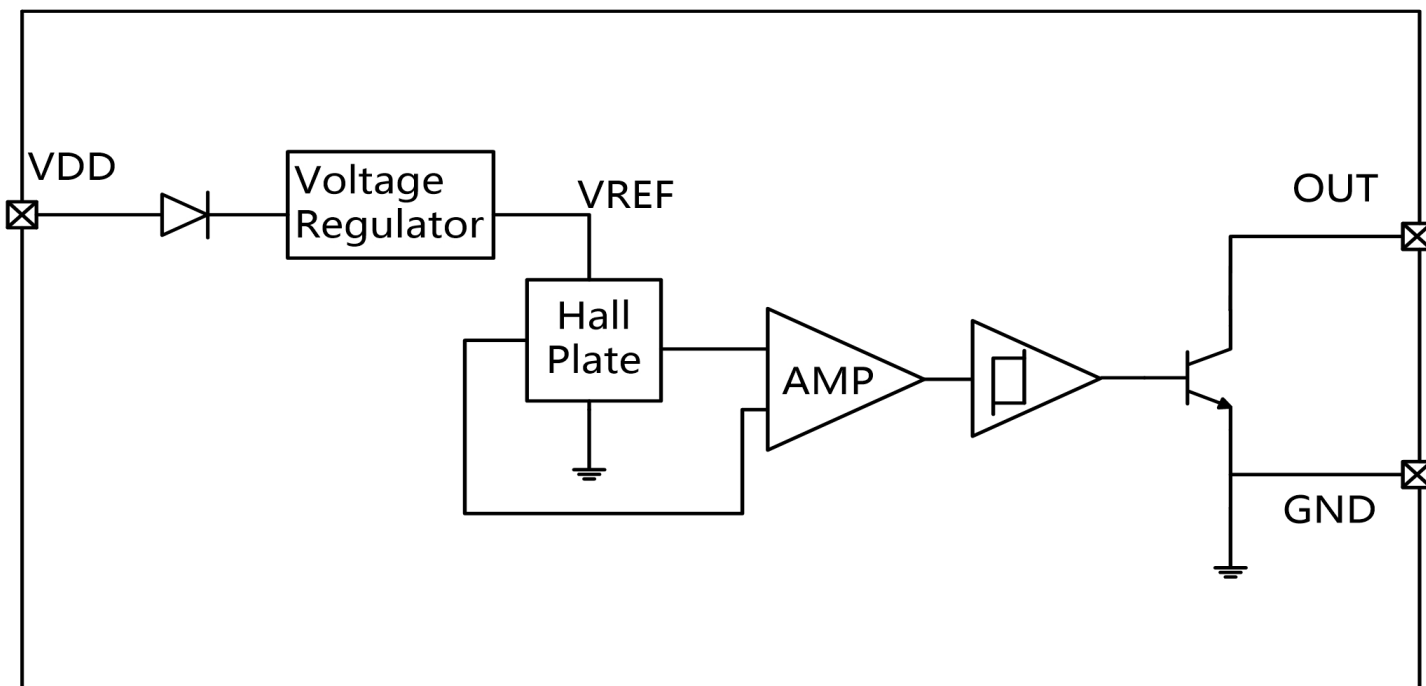 VDD
Voltage
Regulator
VREF
OUT
Hall
Plate
AMP
GND